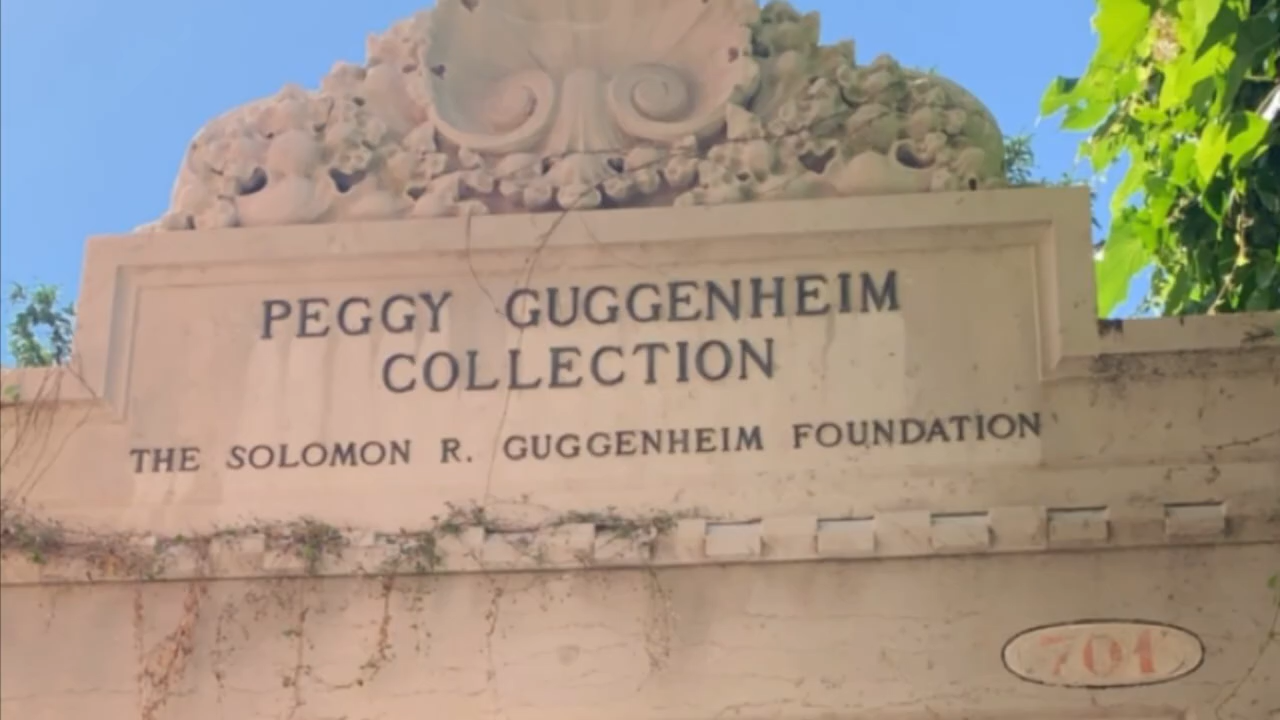 PEGGY GUGGENHEIM
COLLECTION
THE SOLOMON R. GUGGENHEIM FOUNDATION
701